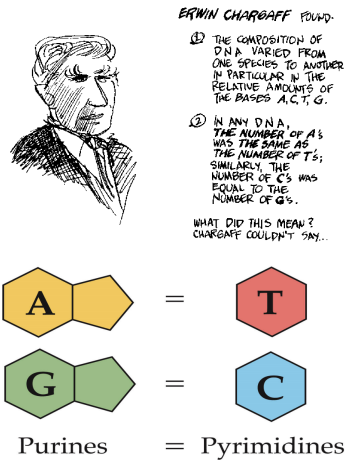 ERWIN CHARGAFF FOUND:
1 THE COMPOSITION OF
DNA VARIED FROM
ONE SPECIES TO ANOTHER
IN PARTICULAR IN THE
RELATIVE AMOUNTS OF
THE BASES A,C,T,G.
2 IN ANY DNA,
THE NUMBER OF A's
WAS THE SAME AS
THE NUMBER OF T's;
SIMILARLY, THE
NUMBER OF C's WAS
EQUAL TO THE
NUMBER OF G's.
WHAT DID THIS MEAN?
CHARGAFF COULDN'T SAY...
A = T
G = C
Purines = Pyrimidines